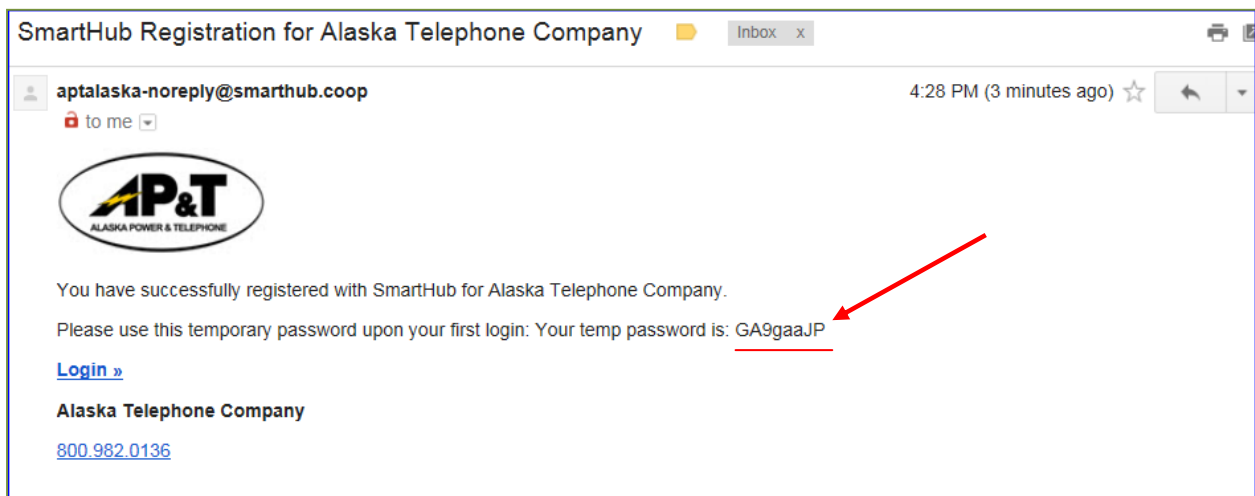 SmartHub Registration for Alaska Telephone Company Inbox x
aptalaska-noreply@smarthub.coop 4:28 PM (3 minutes ago)
to me
AP&T
ALASKA POWER & TELEPHONE
You have successfully registered with SmartHub for Alaska Telephone Company.
Please use this temporary password upon your first login: Your temp password is: GA9gaaJP
Login »
Alaska Telephone Company
800.982.0136